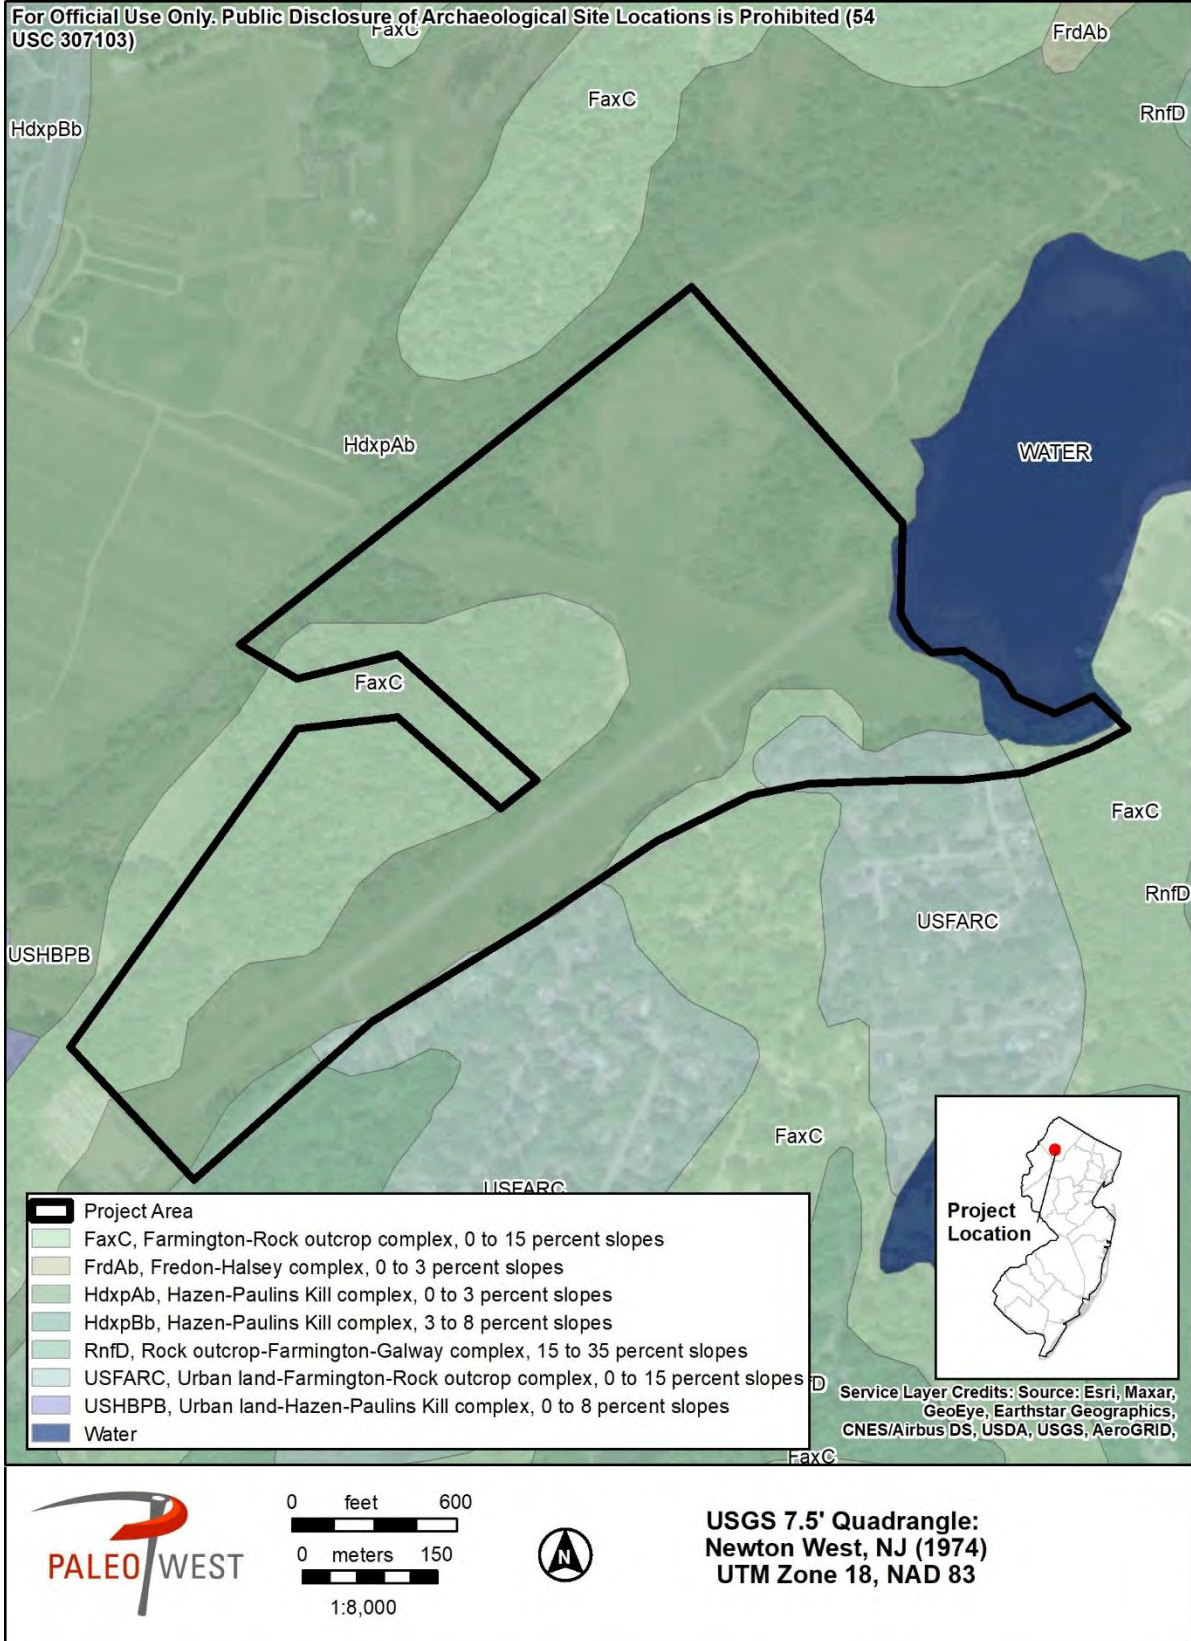 For Official Use Only. Public Disclosure of Archaeological Site Locations is Prohibited (54
USC 307103)
FaxC
FrdAb
FaxC
RnfD
HdxpBb
HdxpAb
WATER
FaxC
FaxC
RnfD
USFARC
USHBPB
FaxC
USFARC
Project Area
FaxC, Farmington-Rock outcrop complex, 0 to 15 percent slopes
FrdAb, Fredon-Halsey complex, 0 to 3 percent slopes
HdxpAb, Hazen-Paulins Kill complex, 0 to 3 percent slopes
HdxpBb, Hazen-Paulins Kill complex, 3 to 8 percent slopes
RnfD, Rock outcrop-Farmington-Galway complex, 15 to 35 percent slopes
USFARC, Urban land-Farmington-Rock outcrop complex, 0 to 15 percent slopes
USHBPB, Urban land-Hazen-Paulins Kill complex, 0 to 8 percent slopes
Water
Project
Location
Service Layer Credits: Source: Esri, Maxar,
GeoEye, Earthstar Geographics,
CNES/Airbus DS, USDA, USGS, AeroGRID,
FaxC
PALEO WEST
0 feet 600
0 meters 150
1:8,000
N
USGS 7.5' Quadrangle:
Newton West, NJ (1974)
UTM Zone 18, NAD 83